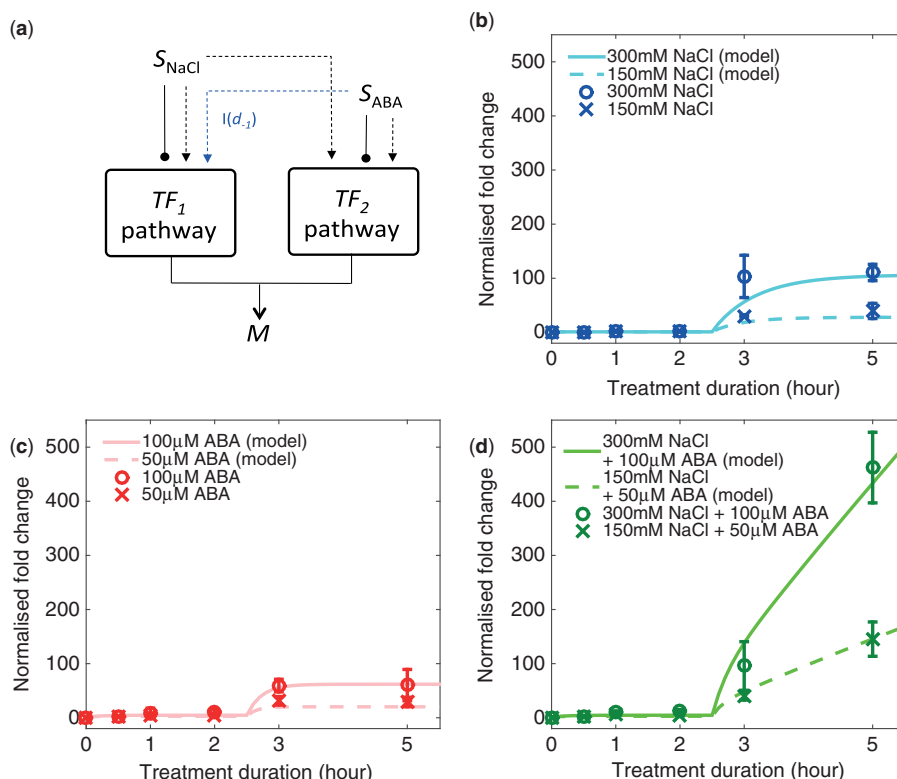 (a)
S_NaCl
S_ABA
I(d_-1)
TF_1
pathway
TF_2
pathway
M
(b)
300mM NaCl (model)
150mM NaCl (model)
300mM NaCl
150mM NaCl
Normalised fold change
500
400
300
200
100
0
0 1 2 3 5
Treatment duration (hour)
(c)
100μM ABA (model)
50μM ABA (model)
100μM ABA
50μM ABA
Normalised fold change
500
400
300
200
100
0
0 1 2 3 5
Treatment duration (hour)
(d)
300mM NaCl
+ 100μM ABA (model)
150mM NaCl
+ 50μM ABA (model)
300mM NaCl + 100μM ABA
150mM NaCl + 50μM ABA
Normalised fold change
500
400
300
200
100
0
0 1 2 3 5
Treatment duration (hour)